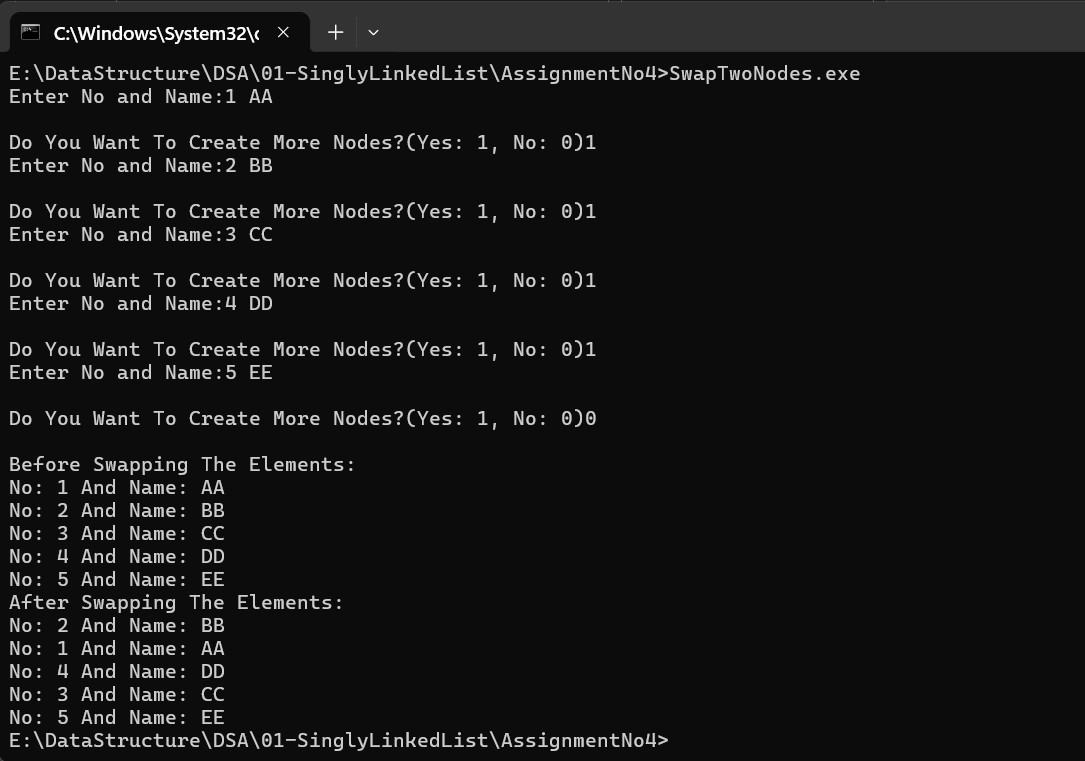 C:\Windows\System32\c
E:\DataStructure\DSA\01-SinglyLinkedList\AssignmentNo4>SwapTwoNodes.exe
Enter No and Name:1 AA
Do You Want To Create More Nodes?(Yes: 1, No: 0)1
Enter No and Name:2 BB
Do You Want To Create More Nodes?(Yes: 1, No: 0)1
Enter No and Name:3 CC
Do You Want To Create More Nodes?(Yes: 1, No: 0)1
Enter No and Name:4 DD
Do You Want To Create More Nodes?(Yes: 1, No: 0)1
Enter No and Name:5 EE
Do You Want To Create More Nodes?(Yes: 1, No: 0)0
Before Swapping The Elements:
No: 1 And Name: AA
No: 2 And Name: BB
No: 3 And Name: CC
No: 4 And Name: DD
No: 5 And Name: EE
After Swapping The Elements:
No: 2 And Name: BB
No: 1 And Name: AA
No: 4 And Name: DD
No: 3 And Name: CC
No: 5 And Name: EE
E:\DataStructure\DSA\01-SinglyLinkedList\AssignmentNo4>